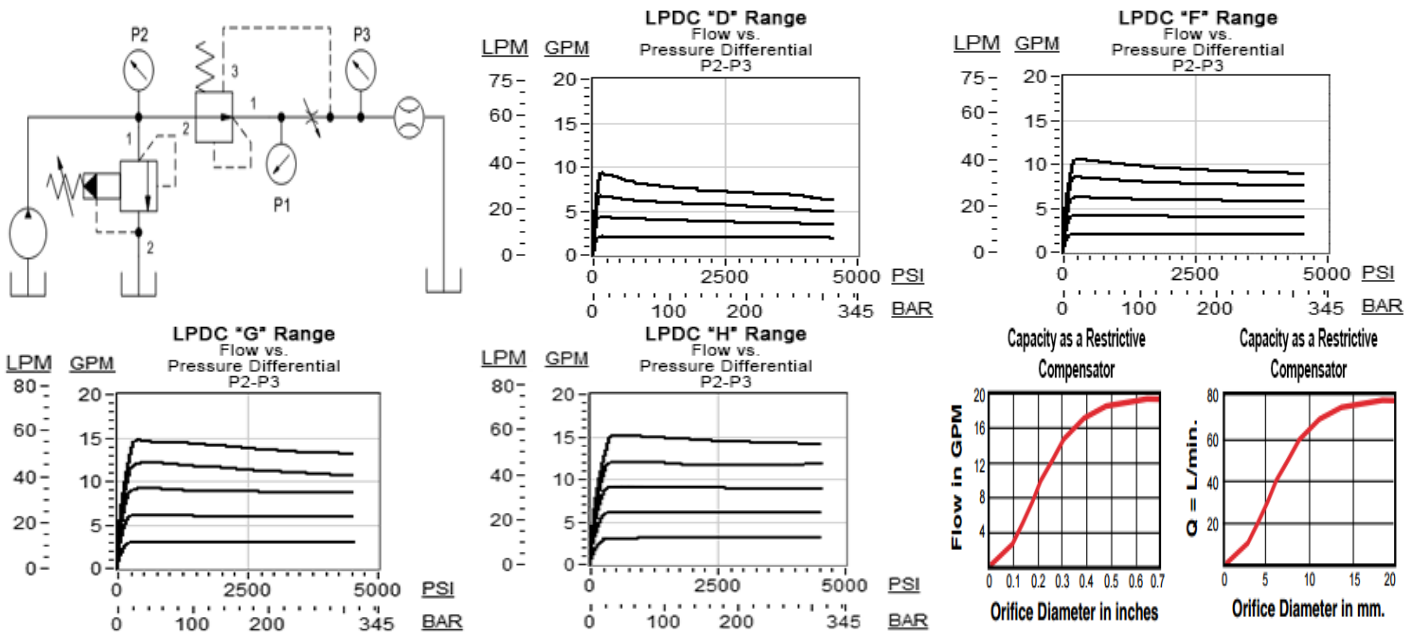 P2
P3
3
1
2
1
P1
2
LPDC "D" Range
Flow vs.
Pressure Differential
P2-P3
LPM GPM
75
60
40
20
0
20
15
10
5
0
0 2500 5000 PSI
0 100 200 345 BAR
LPDC "F" Range
Flow vs.
Pressure Differential
P2-P3
LPM GPM
75
60
40
20
0
20
15
10
5
0
0 2500 5000 PSI
0 100 200 345 BAR
LPDC "G" Range
Flow vs.
Pressure Differential
P2-P3
LPM GPM
80
60
40
20
0
20
15
10
5
0
0 2500 5000 PSI
0 100 200 345 BAR
LPDC "H" Range
Flow vs.
Pressure Differential
P2-P3
LPM GPM
80
60
40
20
0
20
15
10
5
0
0 2500 5000 PSI
0 100 200 345 BAR
Capacity as a Restrictive
Compensator
Flow in GPM
20
16
12
8
4
0 0.1 0.2 0.3 0.4 0.5 0.6 0.7
Orifice Diameter in inches
Capacity as a Restrictive
Compensator
Q = L/min.
80
60
40
20
0 5 10 15 20
Orifice Diameter in mm.